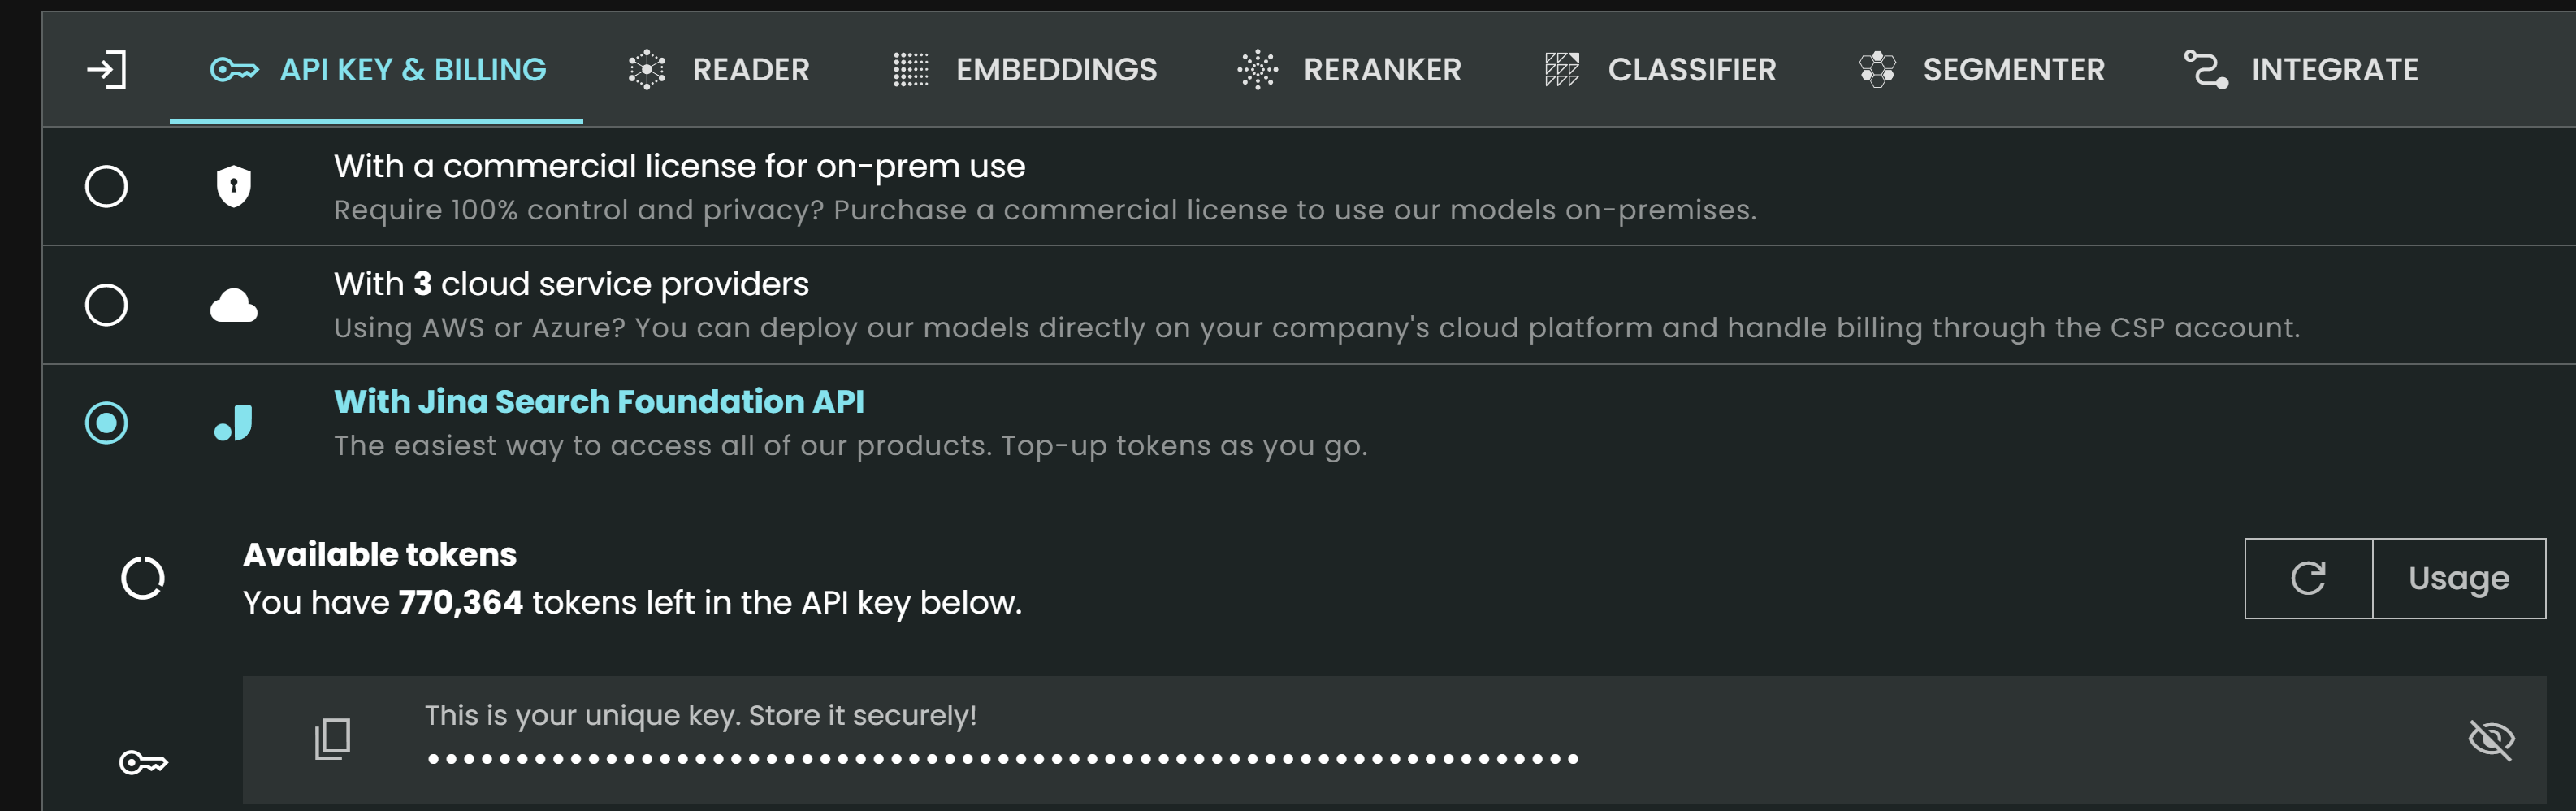 API KEY & BILLING READER EMBEDDINGS RERANKER CLASSIFIER SEGMENTER INTEGRATE
With a commercial license for on-prem use
Require 100% control and privacy? Purchase a commercial license to use our models on-premises.
With 3 cloud service providers
Using AWS or Azure? You can deploy our models directly on your company's cloud platform and handle billing through the CSP account.
With Jina Search Foundation API
The easiest way to access all of our products. Top-up tokens as you go.
Available tokens
You have 770,364 tokens left in the API key below.
Usage
This is your unique key. Store it securely!